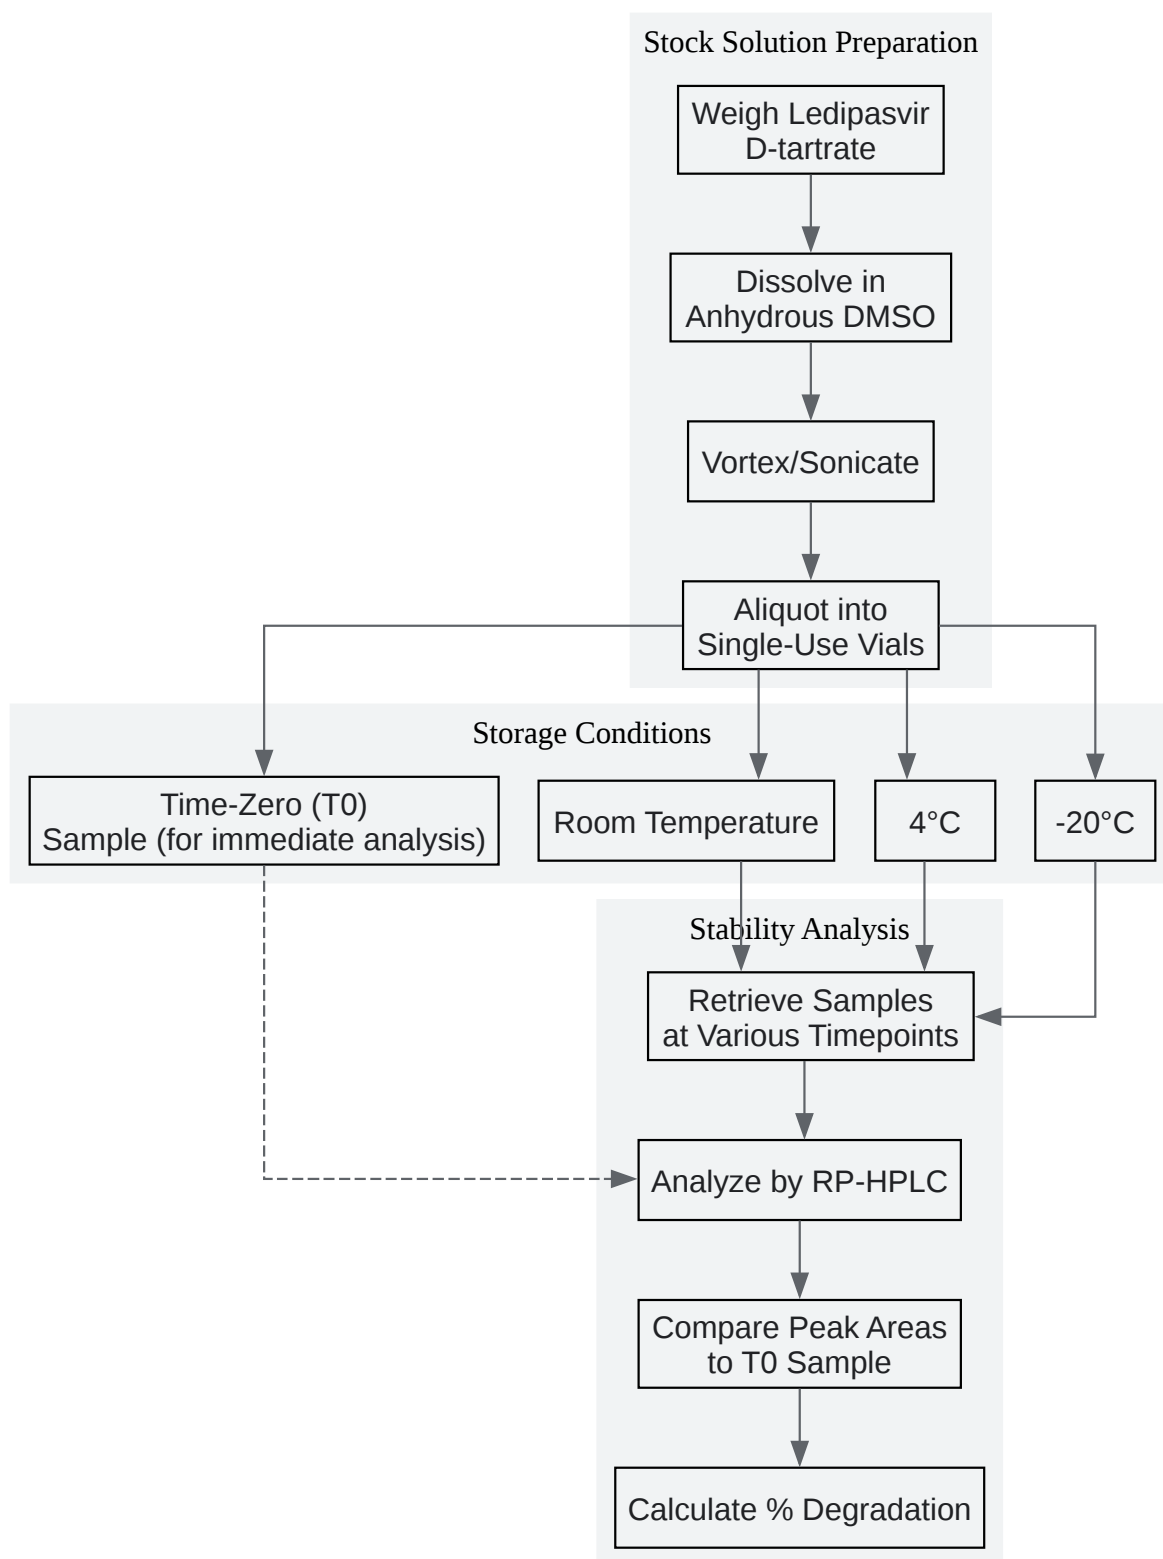 Stock Solution Preparation
Weigh Ledipasvir
D-tartrate
Dissolve in
Anhydrous DMSO
Vortex/Sonicate
Aliquot into
Single-Use Vials
Storage Conditions
Time-Zero (T0)
Sample (for immediate analysis)
Room Temperature
4°C
-20°C
Stability Analysis
Retrieve Samples
at Various Timepoints
Analyze by RP-HPLC
Compare Peak Areas
to T0 Sample
Calculate % Degradation